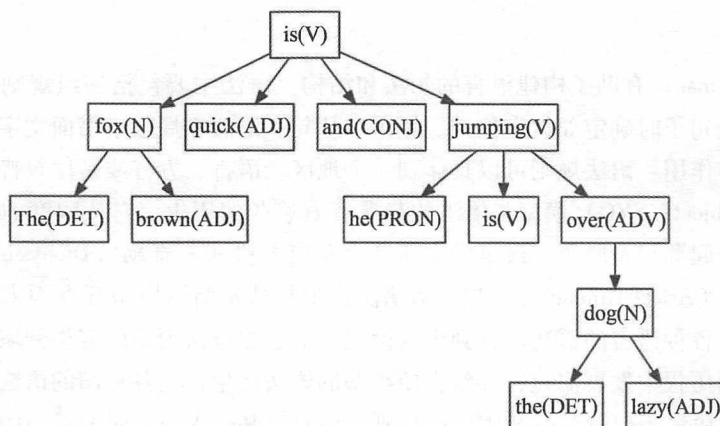 is(V)
fox(N) quick(ADJ) and(CONJ) jumping(V)
The(DET) brown(ADJ) he(PRON) is(V) over(ADV)
dog(N)
the(DET) lazy(ADJ)